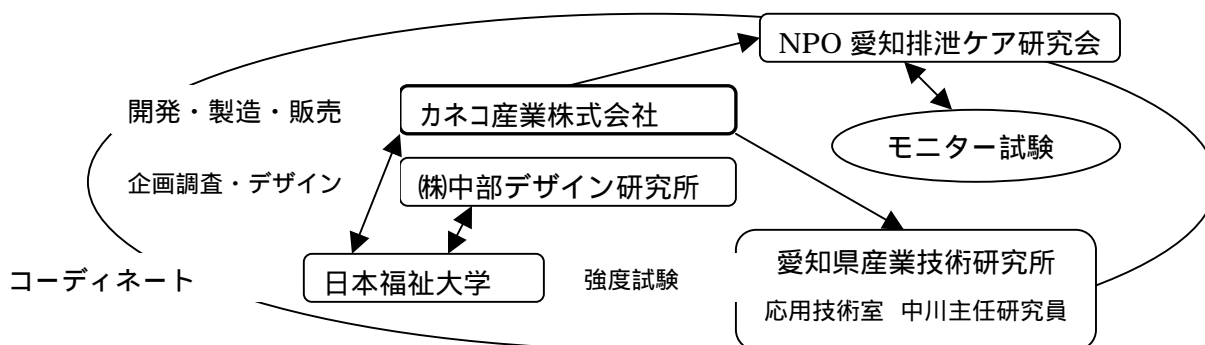 NPO 愛知排泄ケア研究会
開発・製造・販売
カネコ産業株式会社
モニター試験
企画調査・デザイン
㈱中部デザイン研究所
コーディネート
日本福祉大学
強度試験
愛知県産業技術研究所
応用技術室 中川主任研究員